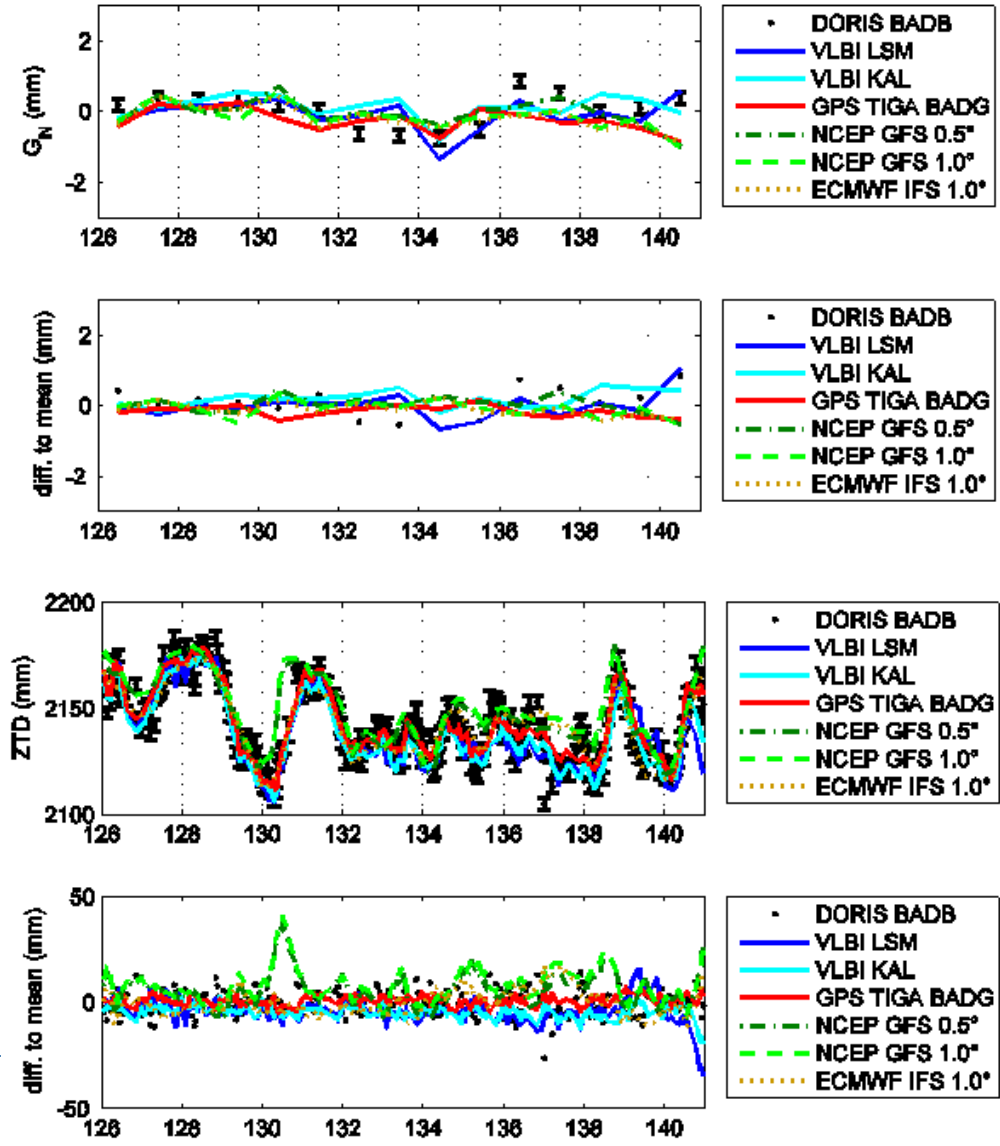 2
0
-2
G_N (mm)
126 128 130 132 134 136 138 140
DORIS BADB
VLBI LSM
VLBI KAL
GPS TIGA BADG
NCEP GFS 0.5°
NCEP GFS 1.0°
ECMWF IFS 1.0°
2
0
-2
diff. to mean (mm)
126 128 130 132 134 136 138 140
DORIS BADB
VLBI LSM
VLBI KAL
GPS TIGA BADG
NCEP GFS 0.5°
NCEP GFS 1.0°
ECMWF IFS 1.0°
2200
2150
2100
ZTD (mm)
126 128 130 132 134 136 138 140
DORIS BADB
VLBI LSM
VLBI KAL
GPS TIGA BADG
NCEP GFS 0.5°
NCEP GFS 1.0°
ECMWF IFS 1.0°
50
0
-50
diff. to mean (mm)
126 128 130 132 134 136 138 140
DORIS BADB
VLBI LSM
VLBI KAL
GPS TIGA BADG
NCEP GFS 0.5°
NCEP GFS 1.0°
ECMWF IFS 1.0°